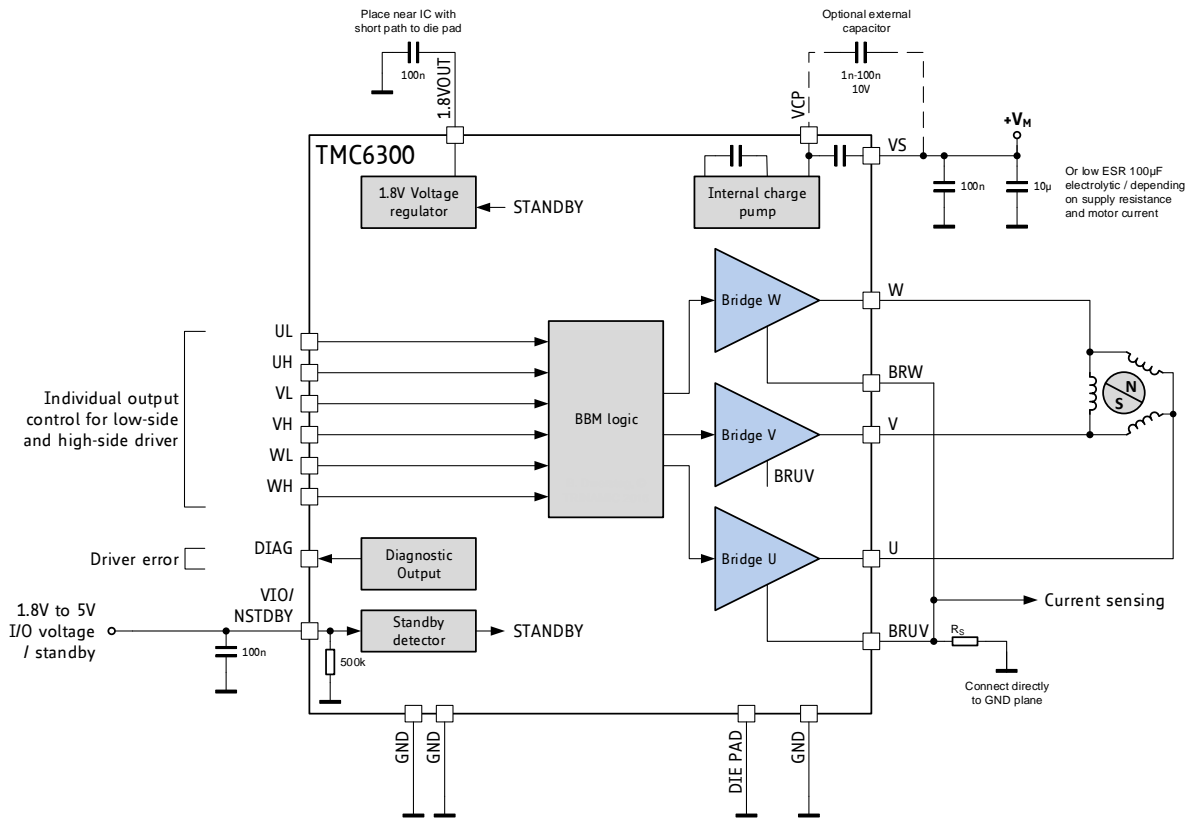 Place near IC with
short path to die pad
100n
1.8VOUT
Optional external
capacitor
1n-100n
10V
VCP
+VM
TMC6300
VS
1.8V Voltage
regulator
STANDBY
Internal charge
pump
100n
10µ
Or low ESR 100µF
electrolytic / depending
on supply resistance
and motor current
Bridge W
W
UL
UH
VL
VH
WL
WH
Individual output
control for low-side
and high-side driver
BBM logic
BRW
N
S
Bridge V
V
BRUV
Bridge U
U
Driver error
DIAG
Diagnostic
Output
VIO/
NSTDBY
1.8V to 5V
I/O voltage
/ standby
100n
500k
Standby
detector
STANDBY
Current sensing
BRUV
RS
Connect directly
to GND plane
GND
GND
DIE PAD
GND